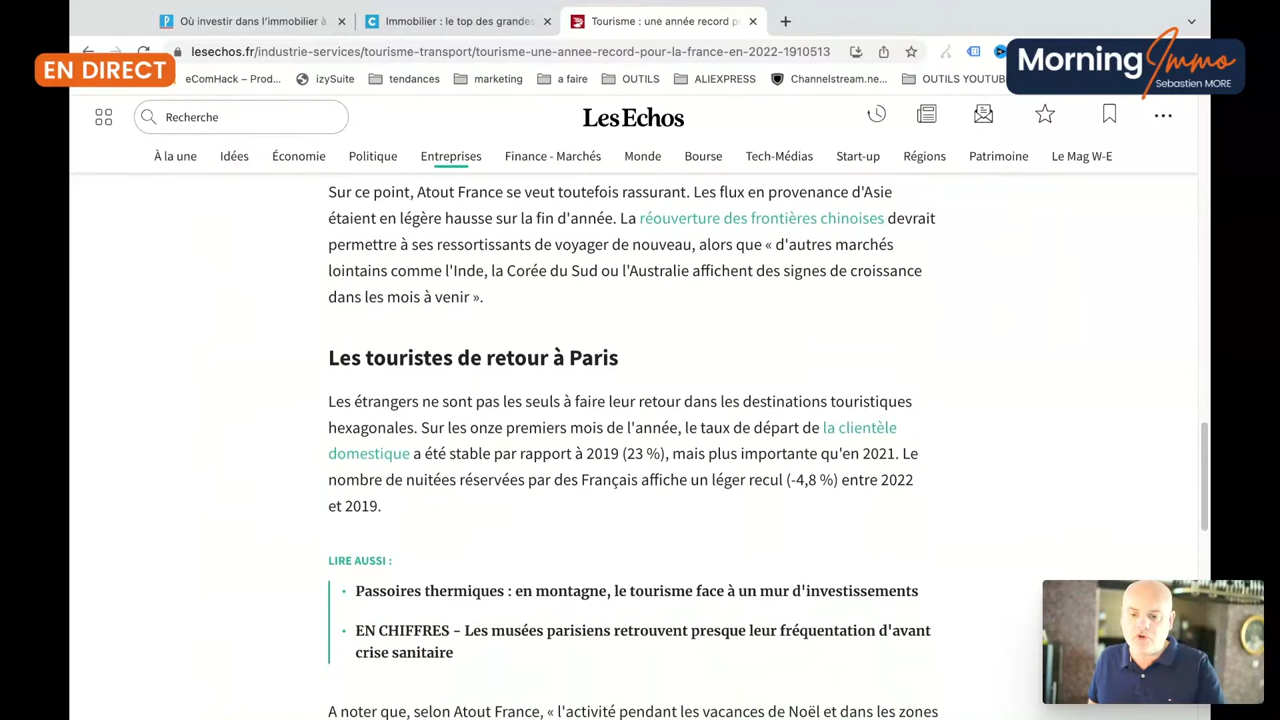 Où investir dans l'immobilier à
Immobilier : le top des grandes
Tourisme : une année record p
lesechos.fr/industrie-services/tourisme-transport/tourisme-une-annee-record-pour-la-france-en-2022-1910513
EN DIRECT
Morning Immo
Sebastien MORE
eComHack – Prod...
izySuite
tendances
marketing
a faire
OUTILS
ALIEXPRESS
Channelstream.ne...
OUTILS YOUTUB
Recherche
Les Echos
À la une
Idées
Économie
Politique
Entreprises
Finance - Marchés
Monde
Bourse
Tech-Médias
Start-up
Régions
Patrimoine
Le Mag W-E
Sur ce point, Atout France se veut toutefois rassurant. Les flux en provenance d'Asie
étaient en légère hausse sur la fin d'année. La réouverture des frontières chinoises devrait
permettre à ses ressortissants de voyager de nouveau, alors que « d'autres marchés
lointains comme l'Inde, la Corée du Sud ou l'Australie affichent des signes de croissance
dans les mois à venir ».
Les touristes de retour à Paris
Les étrangers ne sont pas les seuls à faire leur retour dans les destinations touristiques
hexagonales. Sur les onze premiers mois de l'année, le taux de départ de la clientèle
domestique a été stable par rapport à 2019 (23 %), mais plus importante qu'en 2021. Le
nombre de nuitées réservées par des Français affiche un léger recul (-4,8 %) entre 2022
et 2019.
LIRE AUSSI :
• Passoires thermiques : en montagne, le tourisme face à un mur d'investissements
• EN CHIFFRES - Les musées parisiens retrouvent presque leur fréquentation d'avant
crise sanitaire
A noter que, selon Atout France, « l'activité pendant les vacances de Noël et dans les zones